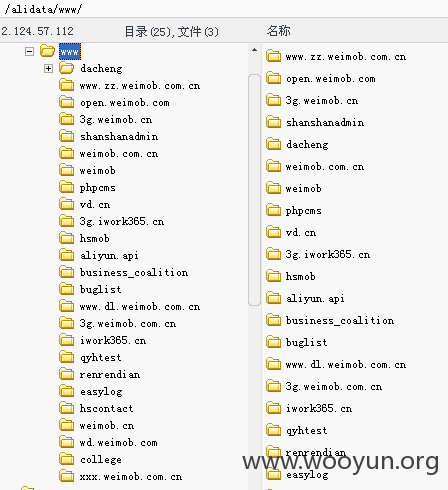 /alidata/www/
2.124.57.112 目录(25),文件(3) 名称
www
dacheng
www.zz.weimob.com.cn
open.weimob.com
3g.weimob.cn
shanshanadmin
weimob.com.cn
weimob
phpcms
vd.cn
3g.iwork365.cn
hsmob
aliyun.api
business_coalition
buglist
www.dl.weimob.com.cn
3g.weimob.com.cn
iwork365.cn
qyhtest
renrendian
easylog
hscontact
weimob.cn
wd.weimob.com
college
xxx.weimob.com.cn
www.zz.weimob.com.cn
open.weimob.com
3g.weimob.cn
shanshanadmin
dacheng
weimob.com.cn
weimob
phpcms
vd.cn
3g.iwork365.cn
hsmob
aliyun.api
business_coalition
buglist
www.dl.weimob.com.cn
3g.weimob.com.cn
iwork365.cn
qyhtest
renrendian
easylog
www.wooyun.org